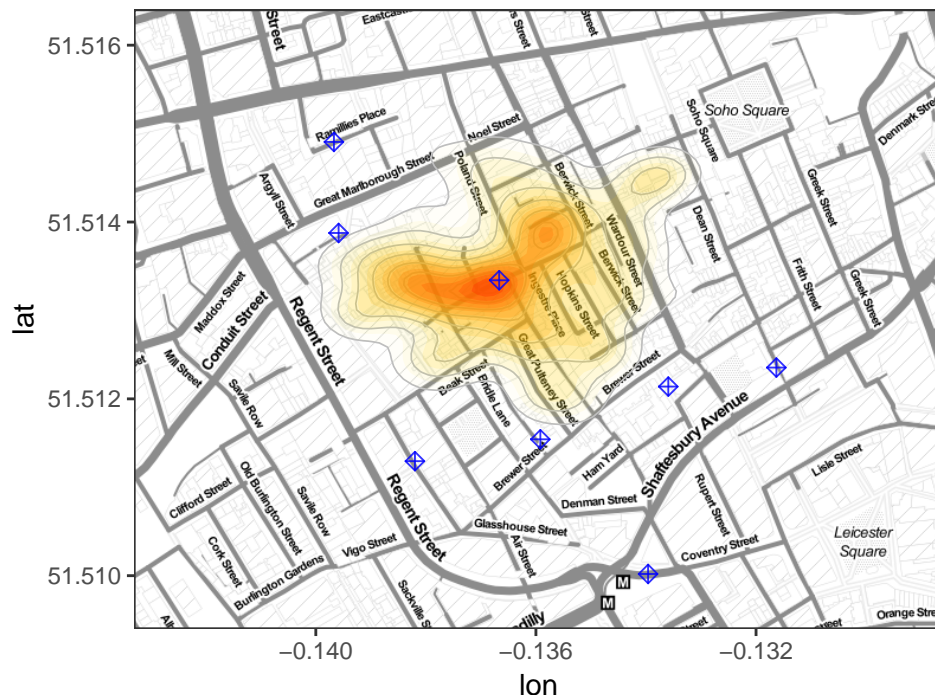 51.516
51.514
51.512
51.510
lat
−0.140
−0.136
−0.132
lon
Street
Street
Ramillies Place
Noel Street
Soho Square
Soho Square
Denmark Street
Great Marlborough Street
Poland Street
Argyll Street
Berwick Street
Greek Street
Wardour Street
Dean Street
Maddox Street
Conduit Street
Regent Street
Ingestre Place
Hopkins Street
Berwick Street
Frith Street
Greek Street
Mill Street
Savile Row
Beak Street
Bridle Lane
Great Pulteney Street
Brewer Street
Shaftesbury Avenue
Brewer Street
Ham Yard
Lisle Street
Clifford Street
Old Burlington Street
Savile Row
Regent Street
Denman Street
Rupert Street
Leicester
Square
Cork Street
Vigo Street
Glasshouse Street
Air Street
Coventry Street
Burlington Gardens
M
M
Orange Street